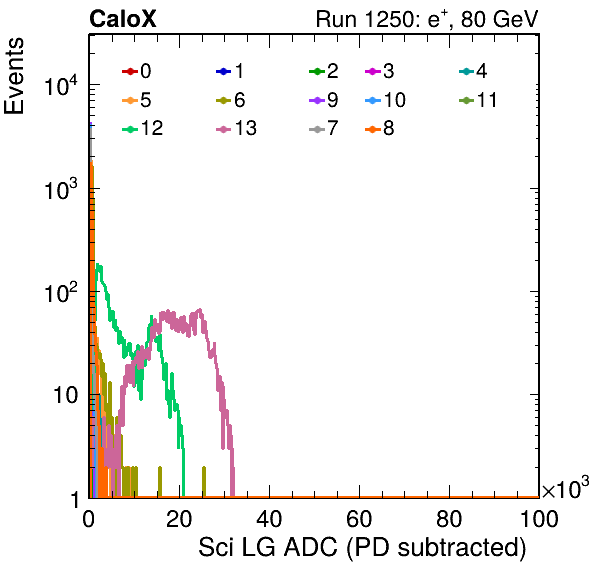 CaloX Run 1250: e⁺, 80 GeV
Events
0 1 2 3 4
5 6 9 10 11
12 13 7 8
10⁴
10³
10²
10
1
0 20 40 60 80 100
×10³
Sci LG ADC (PD subtracted)